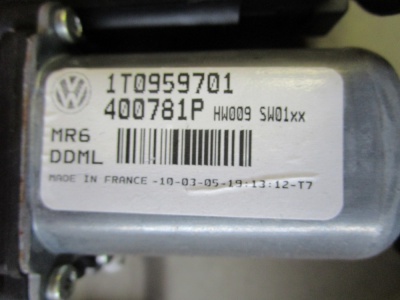 1T0959701
400781P HW009 SW01xx
MR6
DDML
MADE IN FRANCE -10-03-05-19:13:12-T7